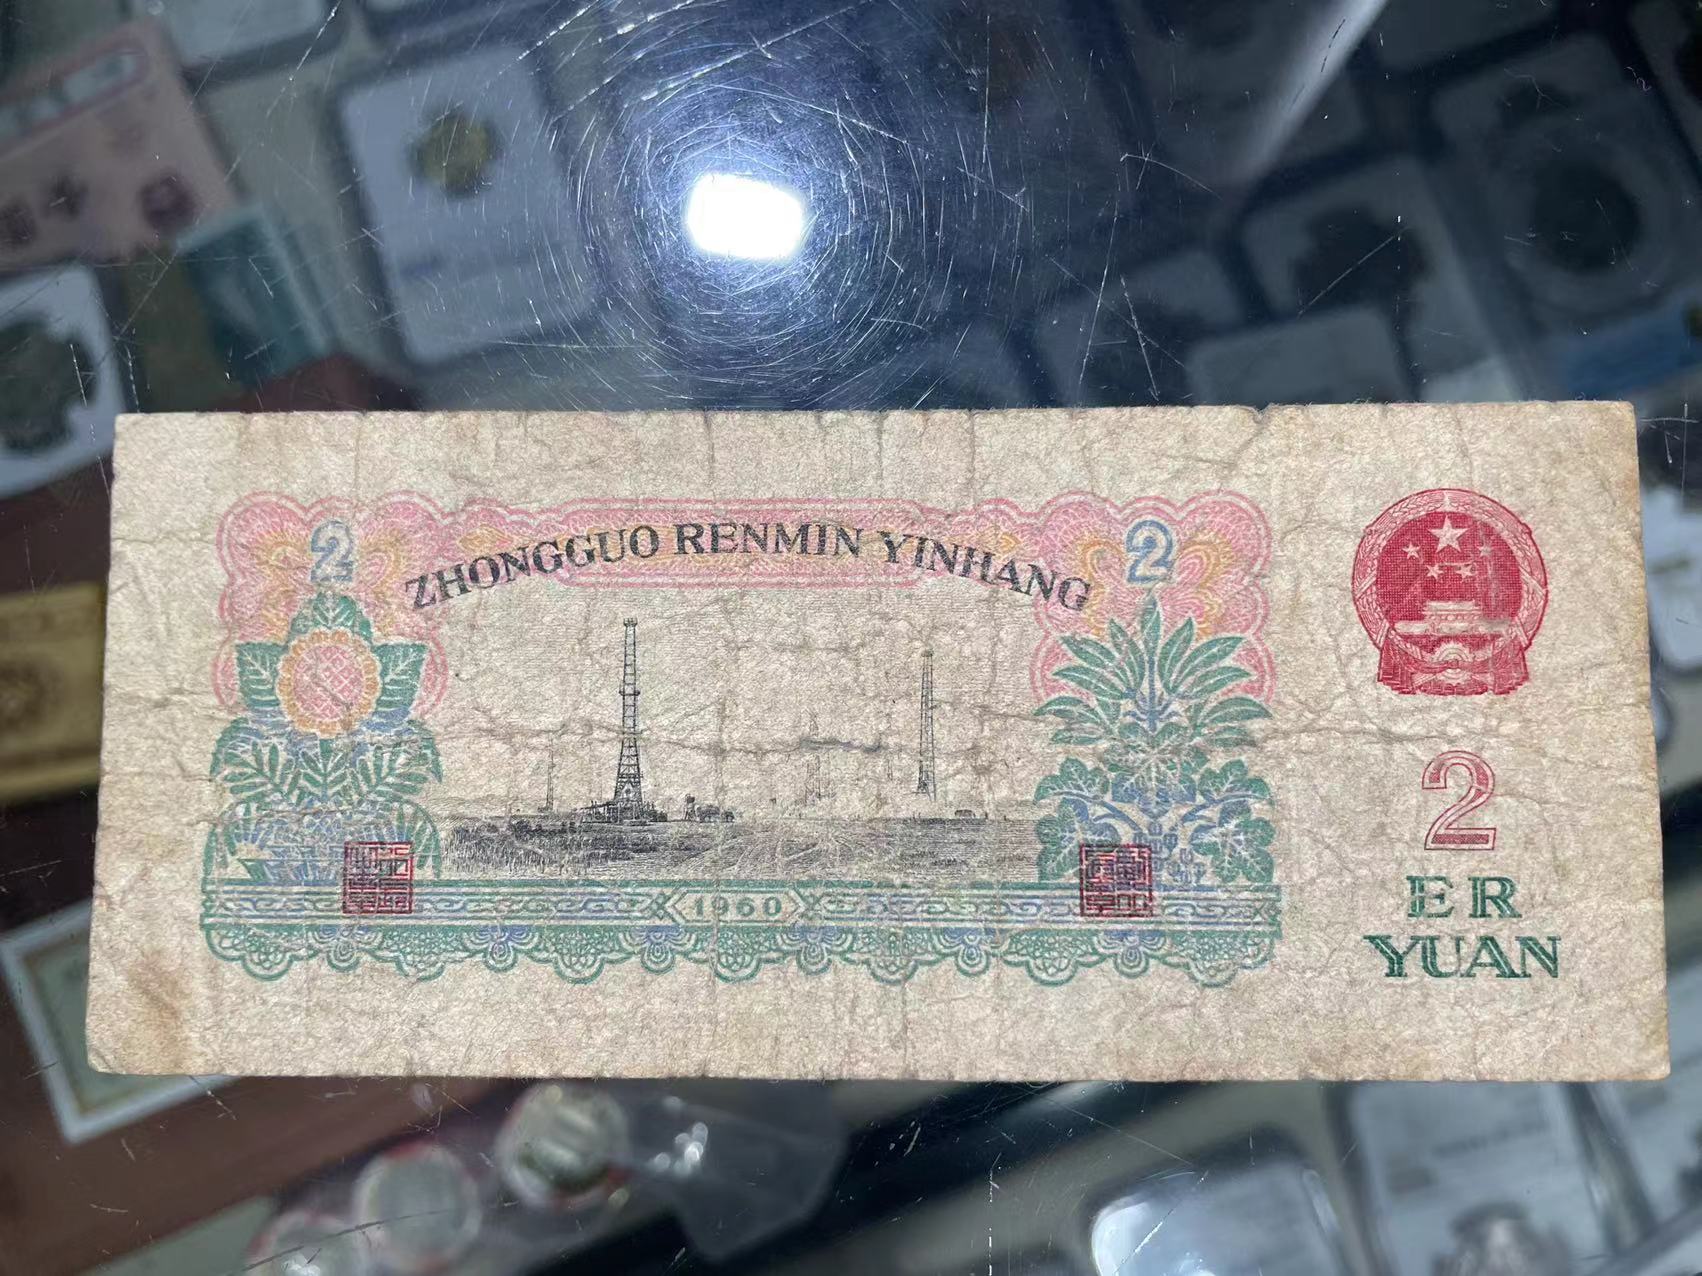 2 2
ZHONGGUO RENMIN YINHANG
1960
2
ER
YUAN